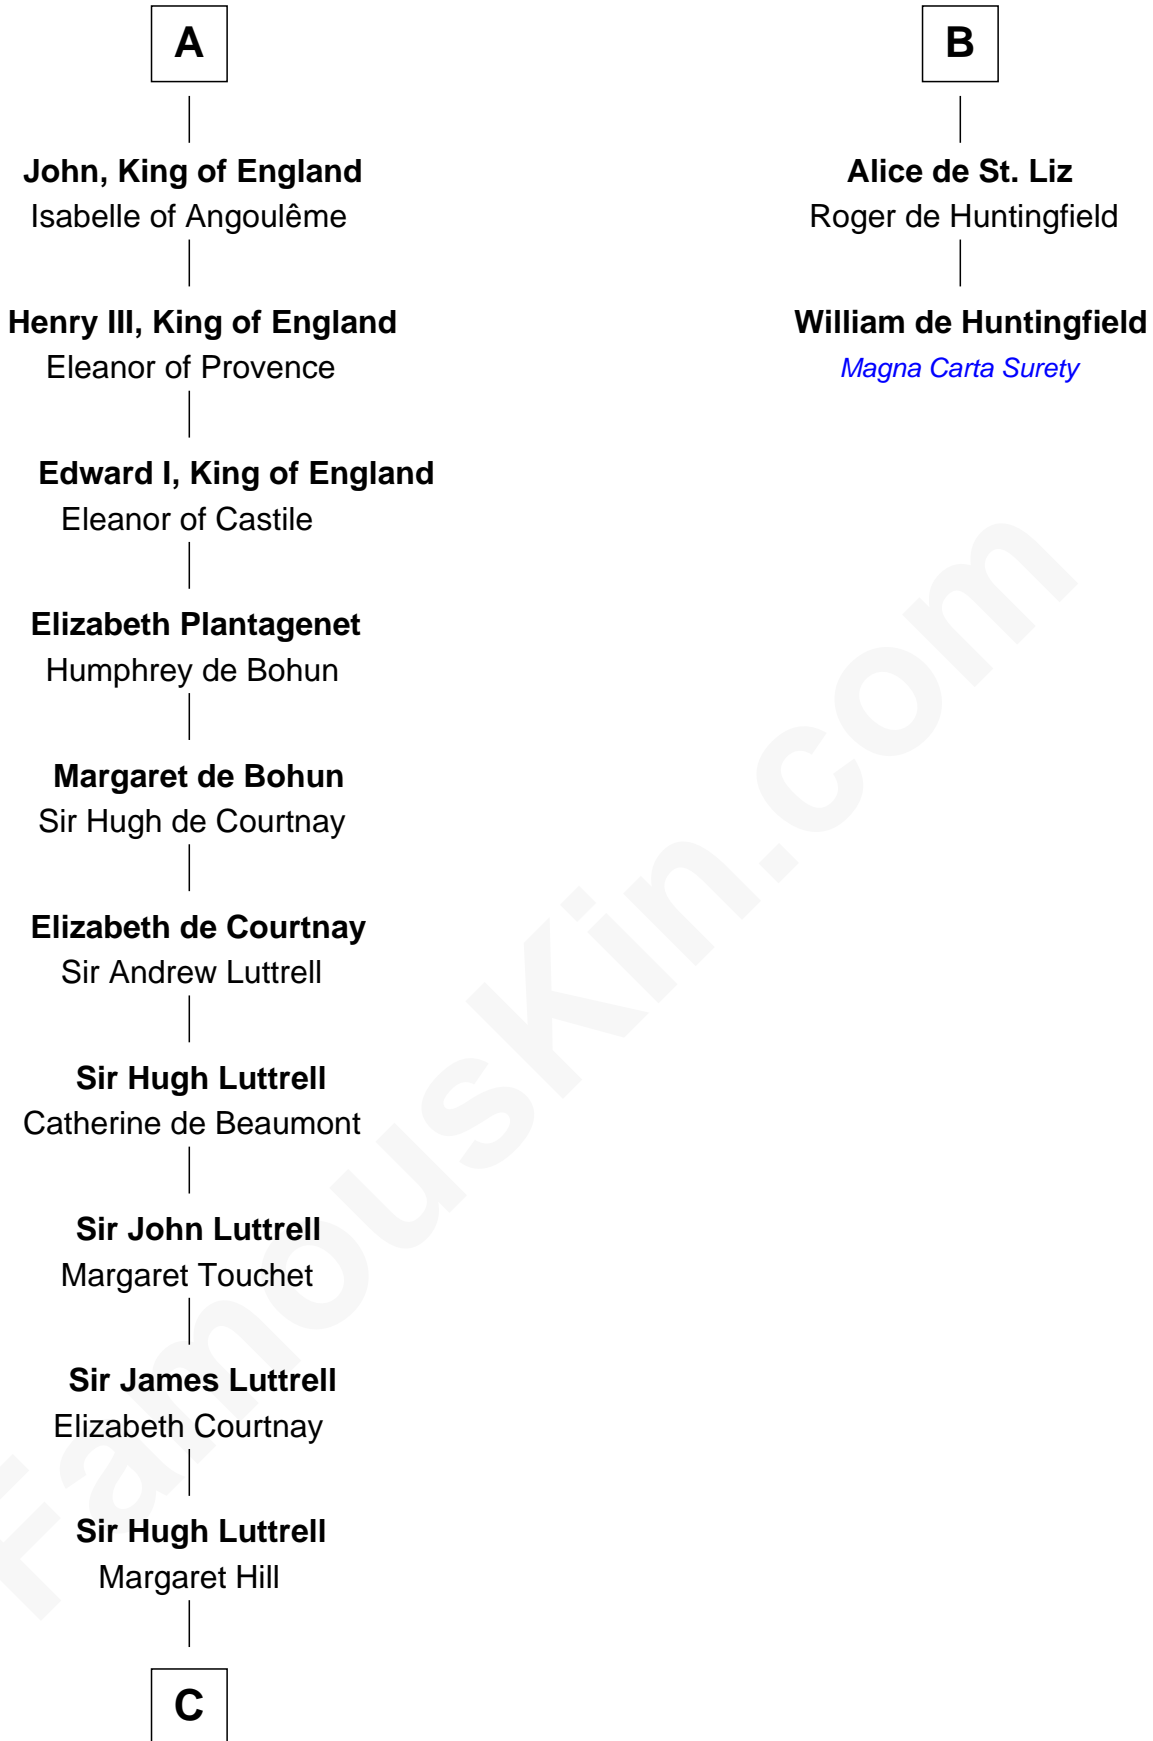 A
John, King of England
Isabelle of Angoulême
Henry III, King of England
Eleanor of Provence
Edward I, King of England
Eleanor of Castile
Elizabeth Plantagenet
Humphrey de Bohun
Margaret de Bohun
Sir Hugh de Courtnay
Elizabeth de Courtnay
Sir Andrew Luttrell
Sir Hugh Luttrell
Catherine de Beaumont
Sir John Luttrell
Margaret Touchet
Sir James Luttrell
Elizabeth Courtnay
Sir Hugh Luttrell
Margaret Hill
C
B
Alice de St. Liz
Roger de Huntingfield
William de Huntingfield
Magna Carta Surety
FamousKin.com